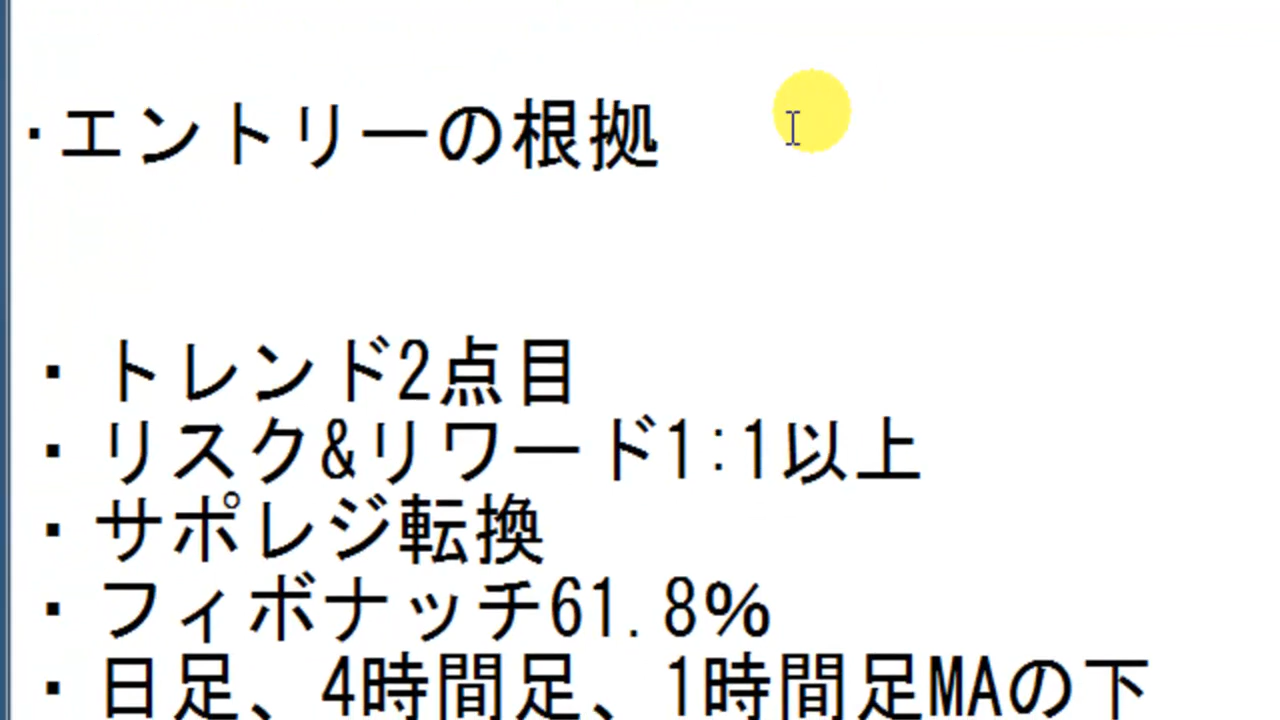 ・エントリーの根拠
・トレンド2点目
・リスク&リワード1:1以上
・サポレジ転換
・フィボナッチ61.8%
・日足、4時間足、1時間足MAの下